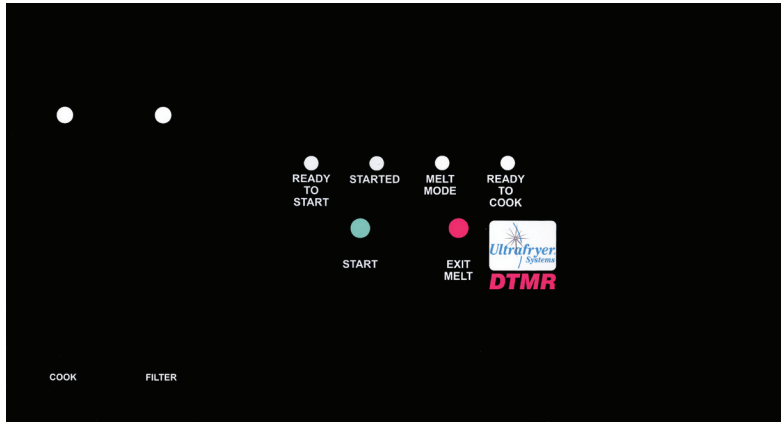 READY
TO
START
STARTED
MELT
MODE
READY
TO
COOK
START
EXIT
MELT
Ultrafryer
Systems
DTMR
COOK
FILTER